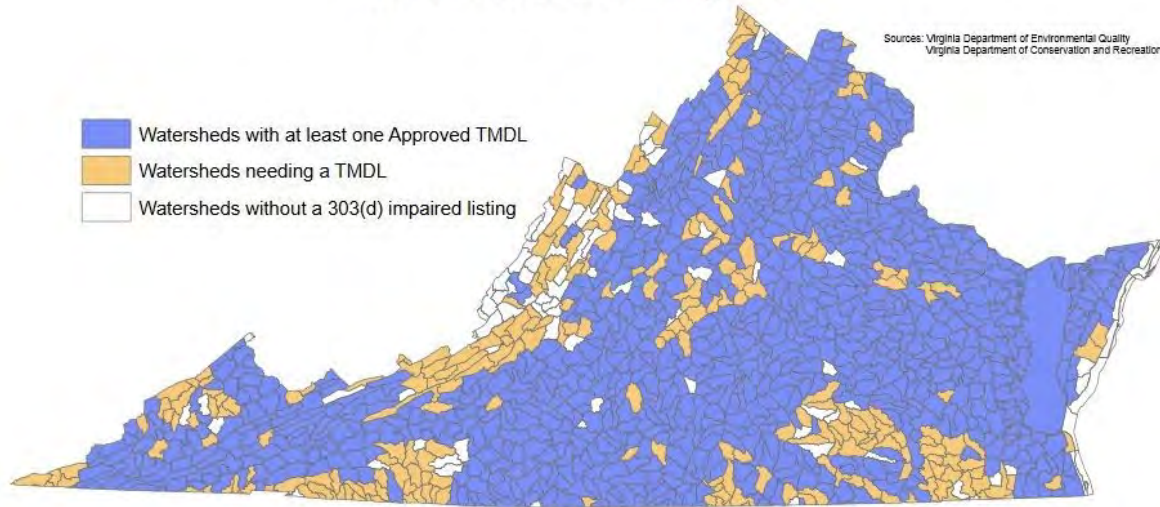 Sources: Virginia Department of Environmental Quality
Virginia Department of Conservation and Recreation
Watersheds with at least one Approved TMDL
Watersheds needing a TMDL
Watersheds without a 303(d) impaired listing